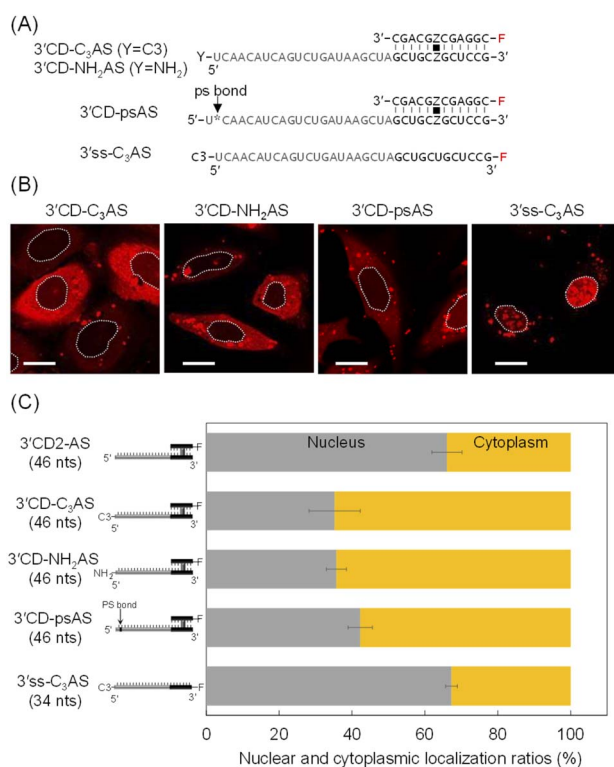 (A)
3′-CGACGZCGAGGC-F
3′CD-C₃AS (Y=C3)
3′CD-NH₂AS (Y=NH₂)
Y-UCAACAUCAGUCUGAUAAGCUAGCUGCZGCUCCG-3′
5′
ps bond
3′-CGACGZCGAGGC-F
3′CD-psAS
5′-U*CAACAUCAGUCUGAUAAGCUAGCUGCZGCUCCG-3′
3′ss-C₃AS
C3-UCAACAUCAGUCUGAUAAGCUAGCUGCUGCUCCG-F
5′ 3′
(B)
3′CD-C₃AS 3′CD-NH₂AS 3′CD-psAS 3′ss-C₃AS
(C)
Nucleus Cytoplasm
3′CD2-AS
(46 nts)
5' F 3'
3′CD-C₃AS
(46 nts)
C3 5' F 3'
3′CD-NH₂AS
(46 nts)
NH₂ 5' F 3'
3′CD-psAS
(46 nts)
PS bond
5' F 3'
3′ss-C₃AS
(34 nts)
C3 5' F 3'
0 20 40 60 80 100
Nuclear and cytoplasmic localization ratios (%)